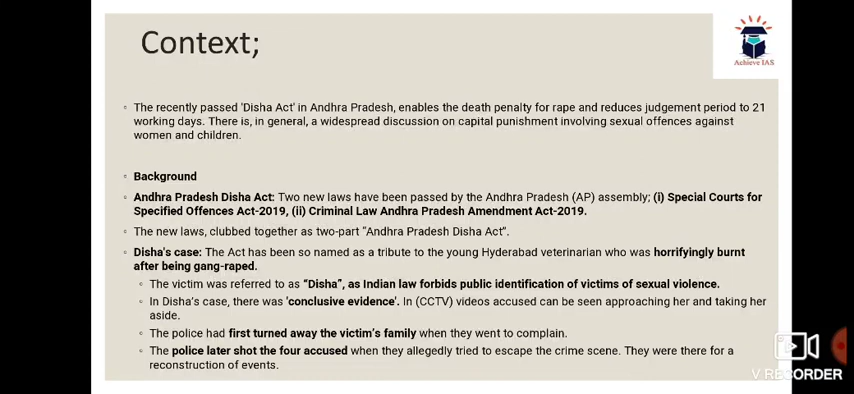 Context;
Achieve IAS
The recently passed 'Disha Act' in Andhra Pradesh, enables the death penalty for rape and reduces judgement period to 21
working days. There is, in general, a widespread discussion on capital punishment involving sexual offences against
women and children.
Background
Andhra Pradesh Disha Act: Two new laws have been passed by the Andhra Pradesh (AP) assembly; (i) Special Courts for
Specified Offences Act-2019, (ii) Criminal Law Andhra Pradesh Amendment Act-2019.
The new laws, clubbed together as two-part "Andhra Pradesh Disha Act".
Disha's case: The Act has been so named as a tribute to the young Hyderabad veterinarian who was horrifyingly burnt
after being gang-raped.
The victim was referred to as "Disha", as Indian law forbids public identification of victims of sexual violence.
In Disha's case, there was 'conclusive evidence'. In (CCTV) videos accused can be seen approaching her and taking her
aside.
The police had first turned away the victim's family when they went to complain.
The police later shot the four accused when they allegedly tried to escape the crime scene. They were there for a
reconstruction of events.
V RECORDER